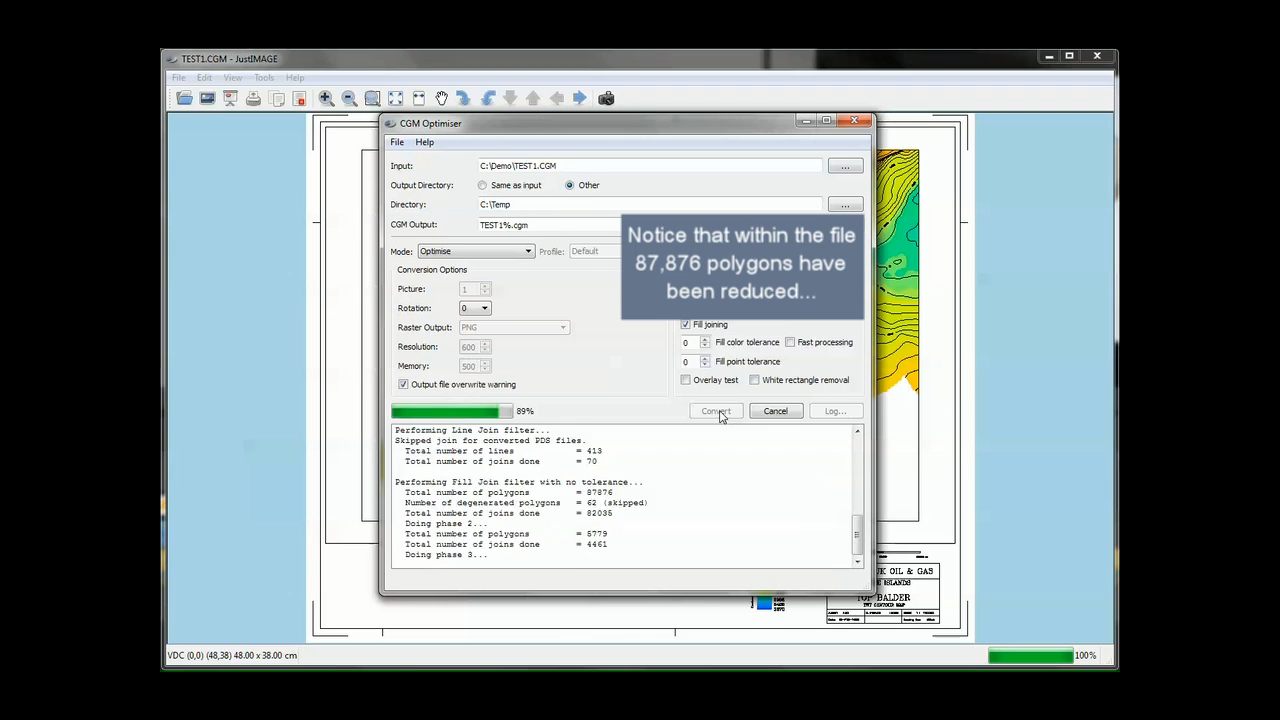 TEST1.CGM - JustIMAGE
File Edit View Tools Help
CGM Optimiser
File Help
Input: C:\Demo\TEST1.CGM ...
Output Directory: Same as input Other
Directory: C:\Temp ...
CGM Output: TEST1%.cgm
Notice that within the file
87,876 polygons have
been reduced...
Mode: Optimise Profile: Default
Conversion Options
Picture: 1
Rotation: 0
Raster Output: PNG
Resolution: 600
Memory: 500
Output file overwrite warning
Fill joining
0 Fill color tolerance Fast processing
0 Fill point tolerance
Overlay test White rectangle removal
89% Convert Cancel Log...
Performing Line Join filter...
Skipped join for converted PDS files.
Total number of lines = 413
Total number of joins done = 70
Performing Fill Join filter with no tolerance...
Total number of polygons = 87876
Number of degenerated polygons = 62 (skipped)
Total number of joins done = 82035
Doing phase 2...
Total number of polygons = 5779
Total number of joins done = 4461
Doing phase 3...
UK OIL & GAS
ISLANDS
TOP BALDER
TWT CONTOUR MAP
VDC (0,0) (48,38) 48.00 x 38.00 cm 100%